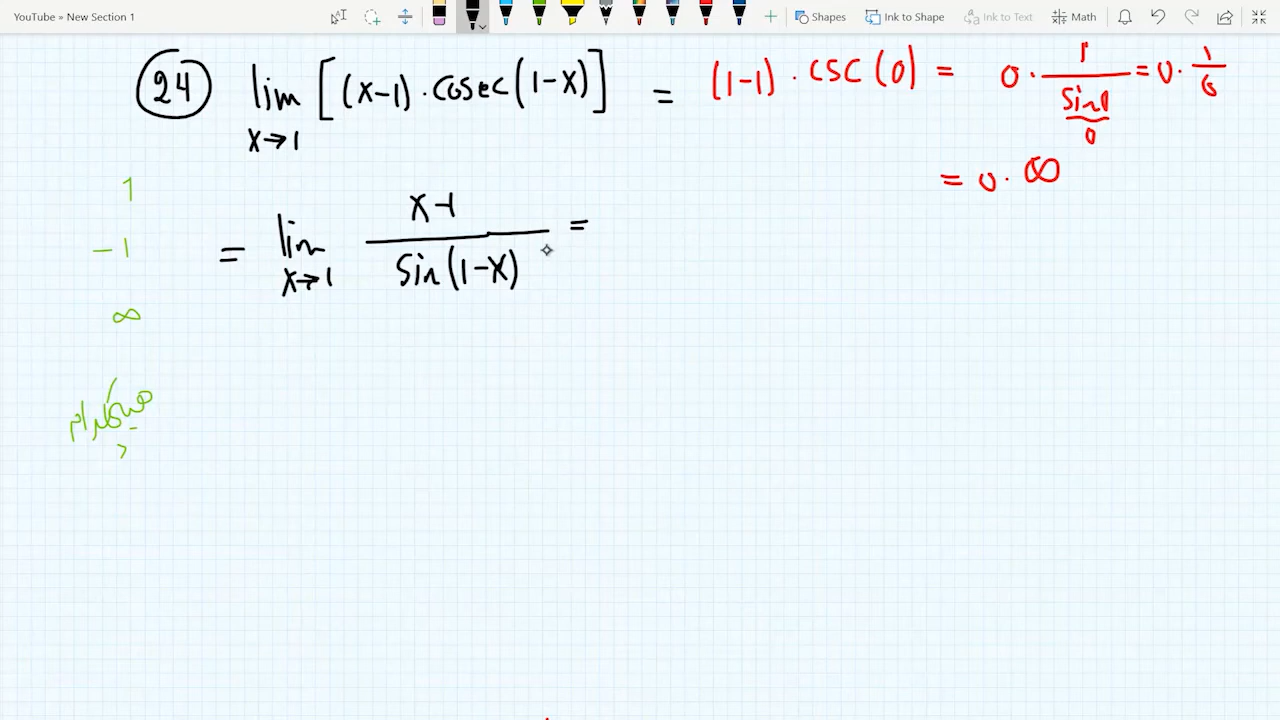 YouTube » New Section 1
Shapes Ink to Shape Ink to Text Math
24 lim x→1 [(x-1).cosec(1-x)] = (1-1).csc(0) = 0.1/sin0 = 0.1/0
0
= 0.∞
= lim x→1 x-1/sin(1-x) =
1
-1
∞